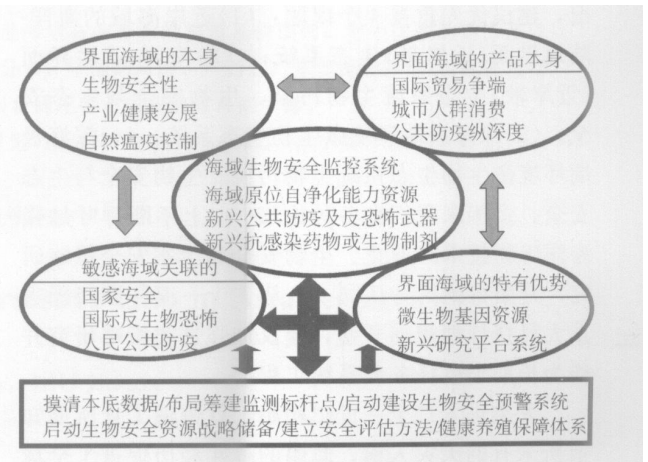 界面海域的本身
生物安全性
产业健康发展
自然瘟疫控制
界面海域的产品本身
国际贸易争端
城市人群消费
公共防疫纵深度
海域生物安全监控系统
海域原位自净化能力资源
新兴公共防疫及反恐怖武器
新兴抗感染药物或生物制剂
敏感海域关联的
国家安全
国际反生物恐怖
人民公共防疫
界面海域的特有优势
微生物基因资源
新兴研究平台系统
摸清本底数据/布局筹建监测标杆点/启动建设生物安全预警系统
启动生物安全资源战略储备/建立安全评估方法/健康养殖保障体系